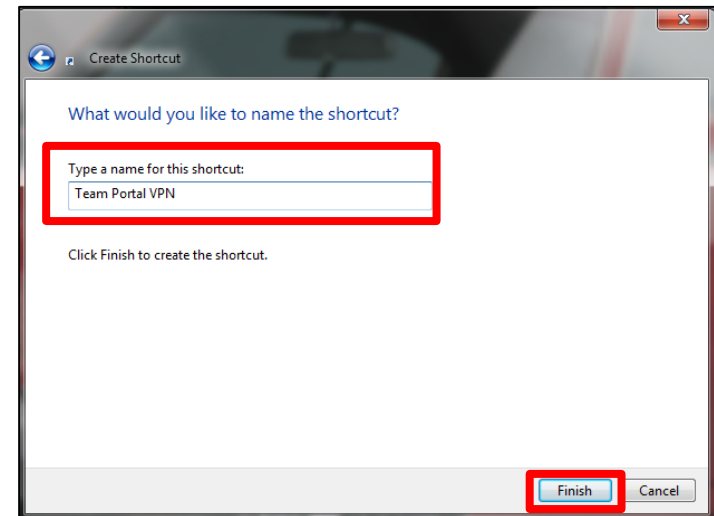 Create Shortcut
What would you like to name the shortcut?
Type a name for this shortcut:
Team Portal VPN
Click Finish to create the shortcut.
Finish Cancel